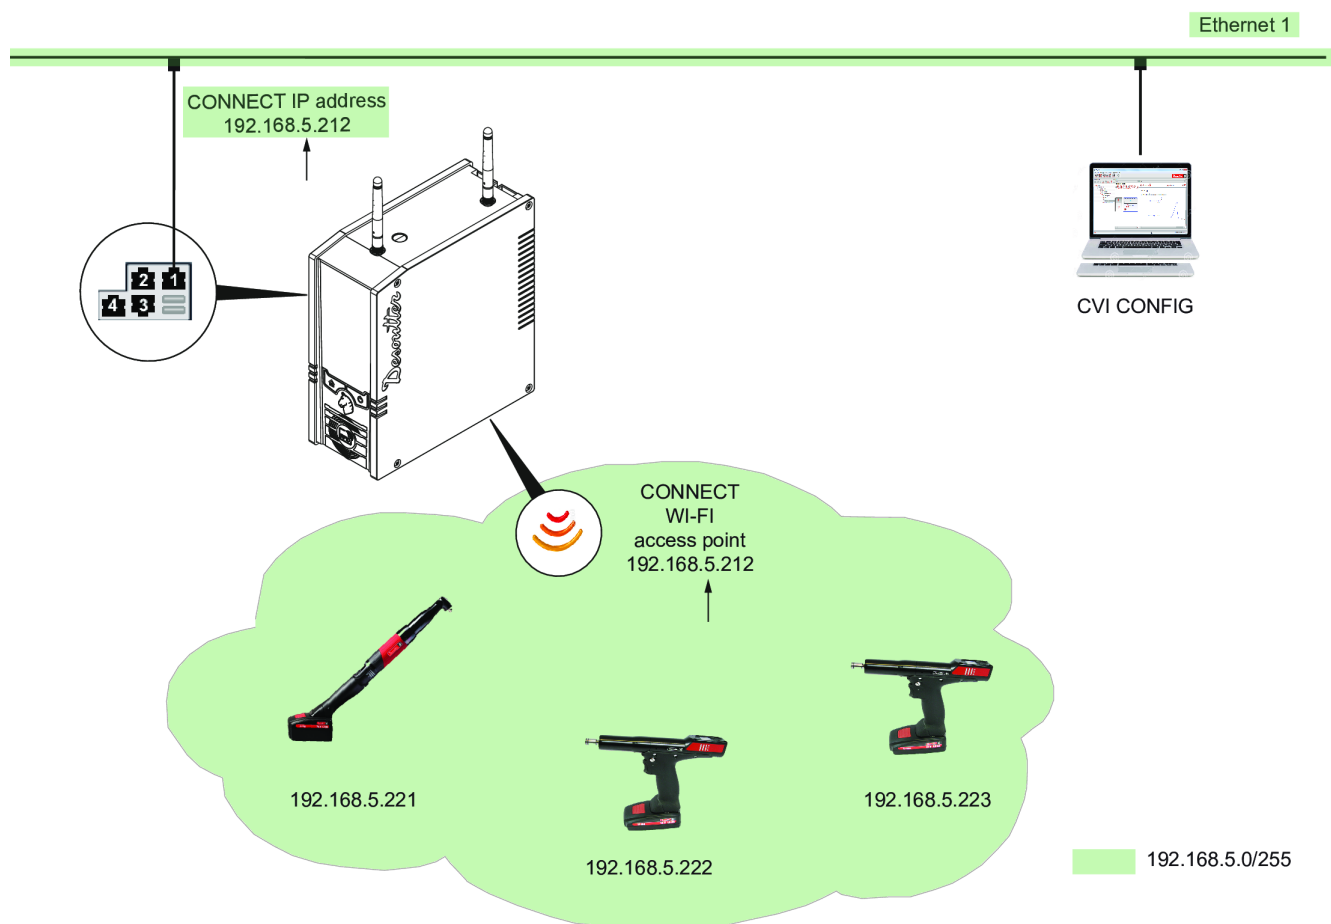 Ethernet 1
CONNECT IP address
192.168.5.212
2
1
4
3
Desoutter
CVI CONFIG
CONNECT
WI-FI
access point
192.168.5.212
192.168.5.221
192.168.5.222
192.168.5.223
192.168.5.0/255